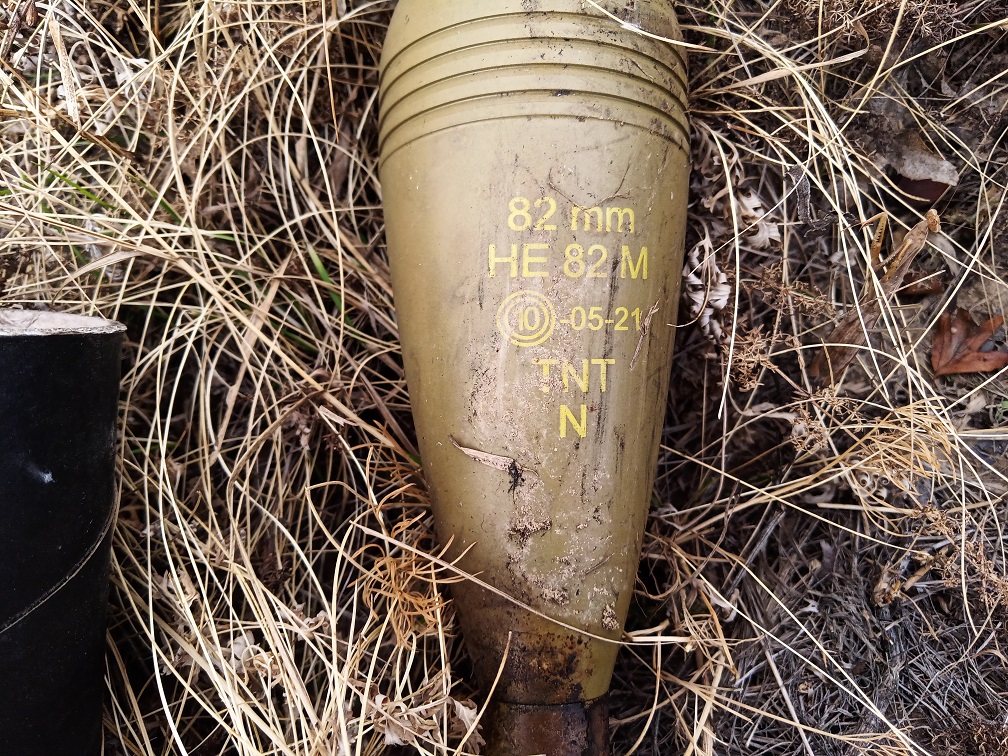 82 mm
HE 82 M
10-05-21
TNT
N